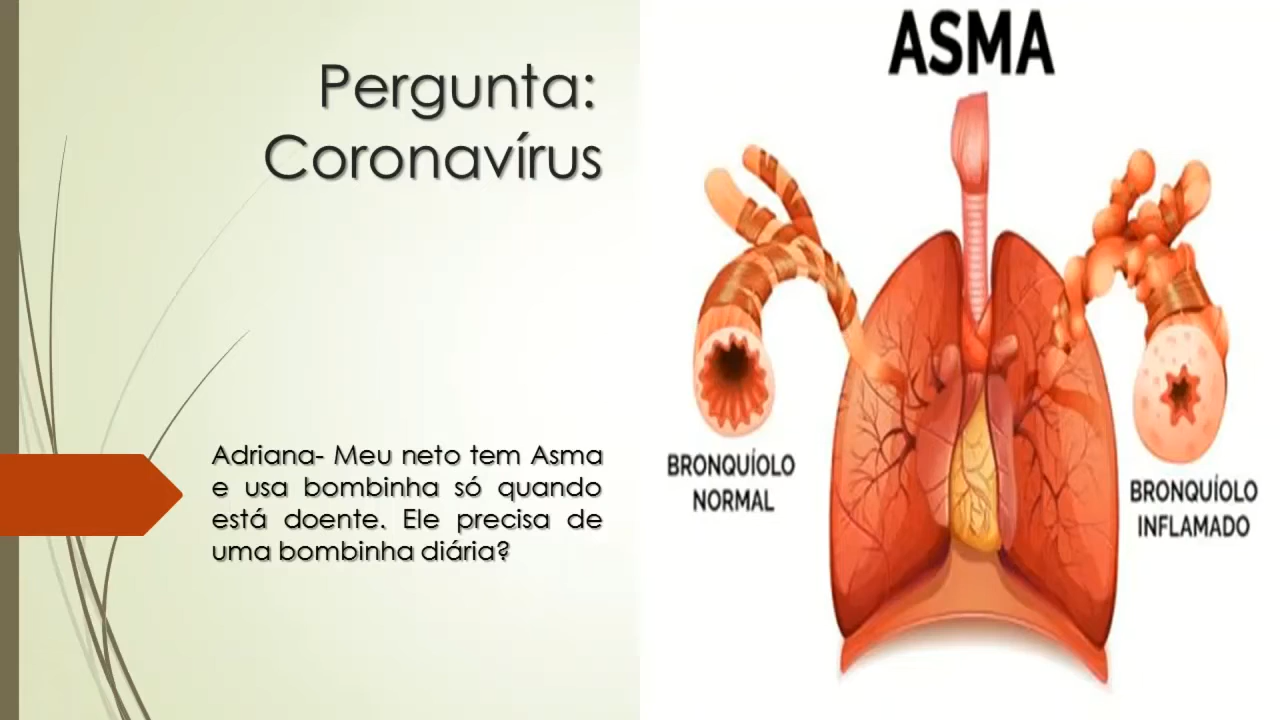 Pergunta:
Coronavírus
Adriana- Meu neto tem Asma
e usa bombinha só quando
está doente. Ele precisa de
uma bombinha diária?
ASMA
BRONQUÍOLO
NORMAL
BRONQUÍOLO
INFLAMADO